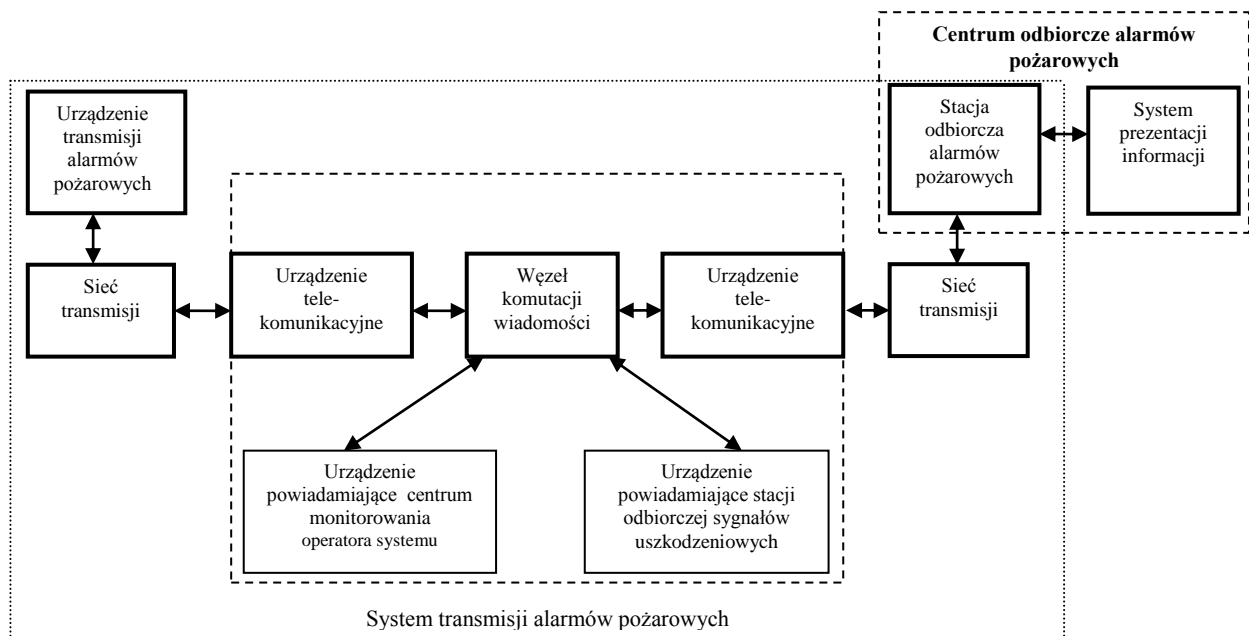 Centrum odbiorcze alarmów
pożarowych
Urządzenie
transmisji
alarmów
pożarowych
Stacja
odbiorcza
alarmów
pożarowych
System
prezentacji
informacji
Sieć
transmisji
Urządzenie
tele-
komunikacyjne
Węzeł
komutacji
wiadomości
Urządzenie
tele-
komunikacyjne
Sieć
transmisji
Urządzenie
powiadamiające centrum
monitorowania
operatora systemu
Urządzenie
powiadamiające stacji
odbiorczej sygnałów
uszkodzeniowych
System transmisji alarmów pożarowych